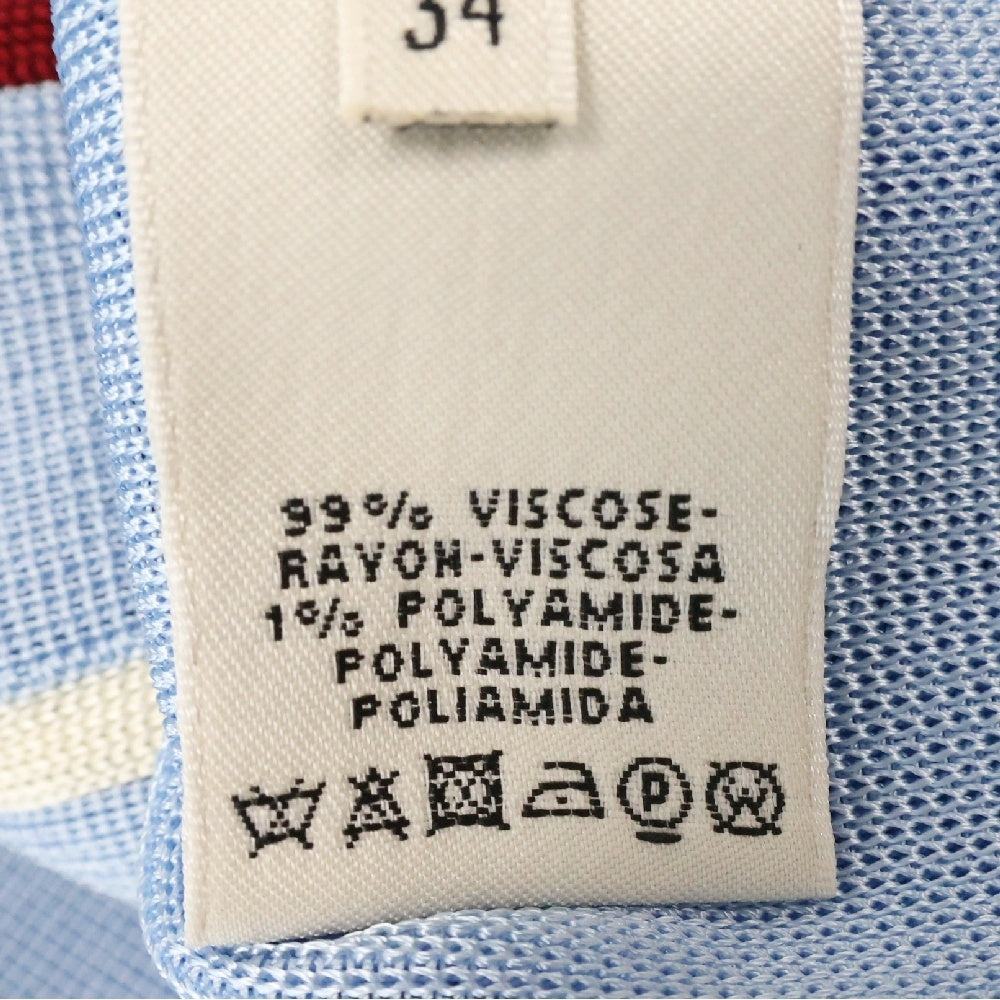 34
99% VISCOSE-
RAYON-VISCOSA
1% POLYAMIDE-
POLYAMIDE-
POLIAMIDA
P W